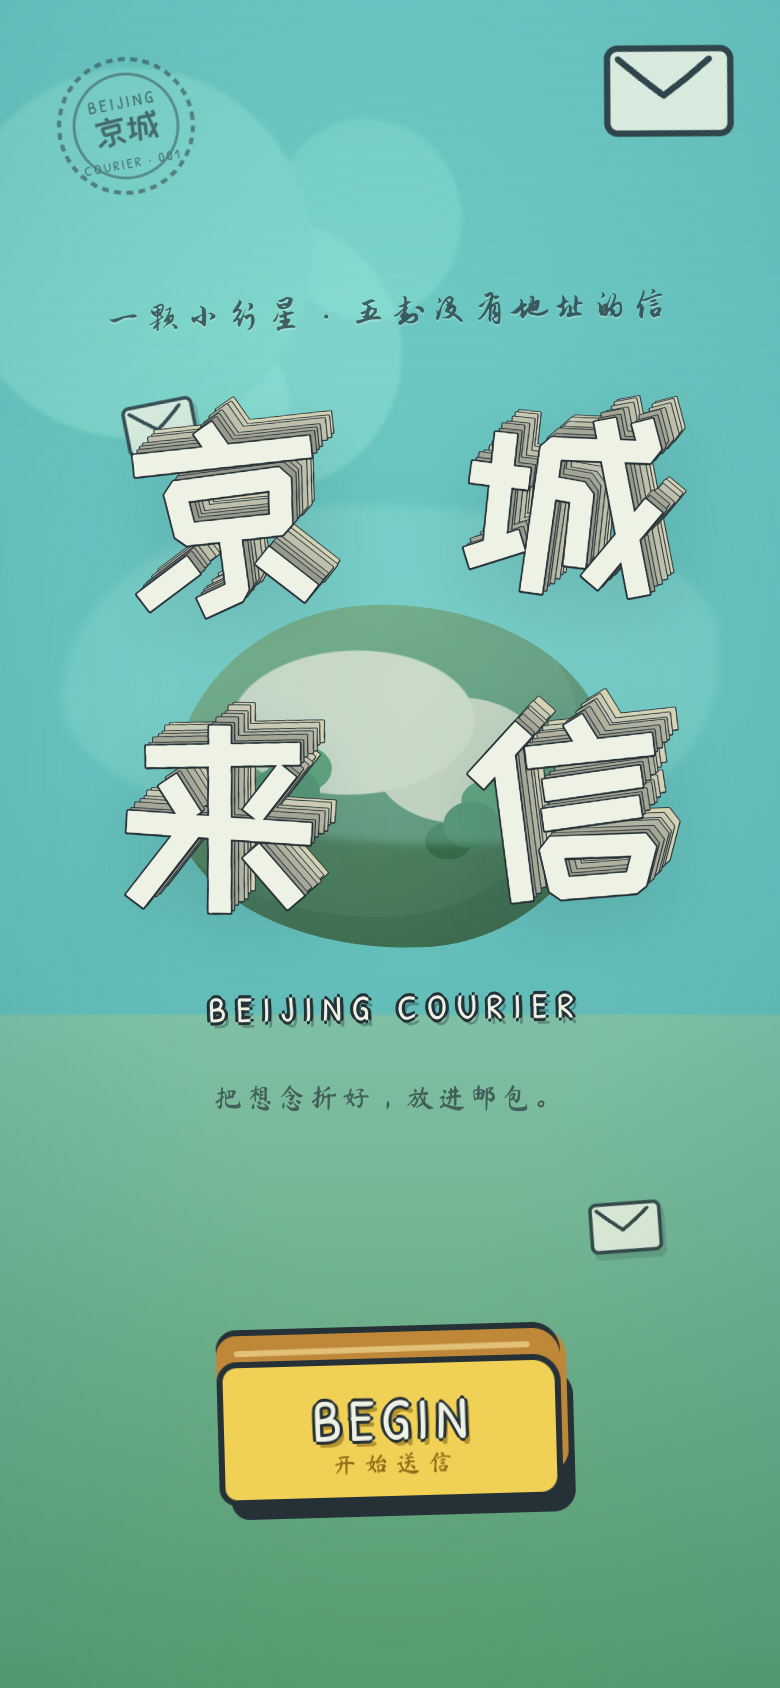 BEIJING
京城
COURIER · 001
一颗小行星 · 五封没有地址的信
京城
来信
BEIJING COURIER
把想念折好，放进邮包。
BEGIN
开始送信